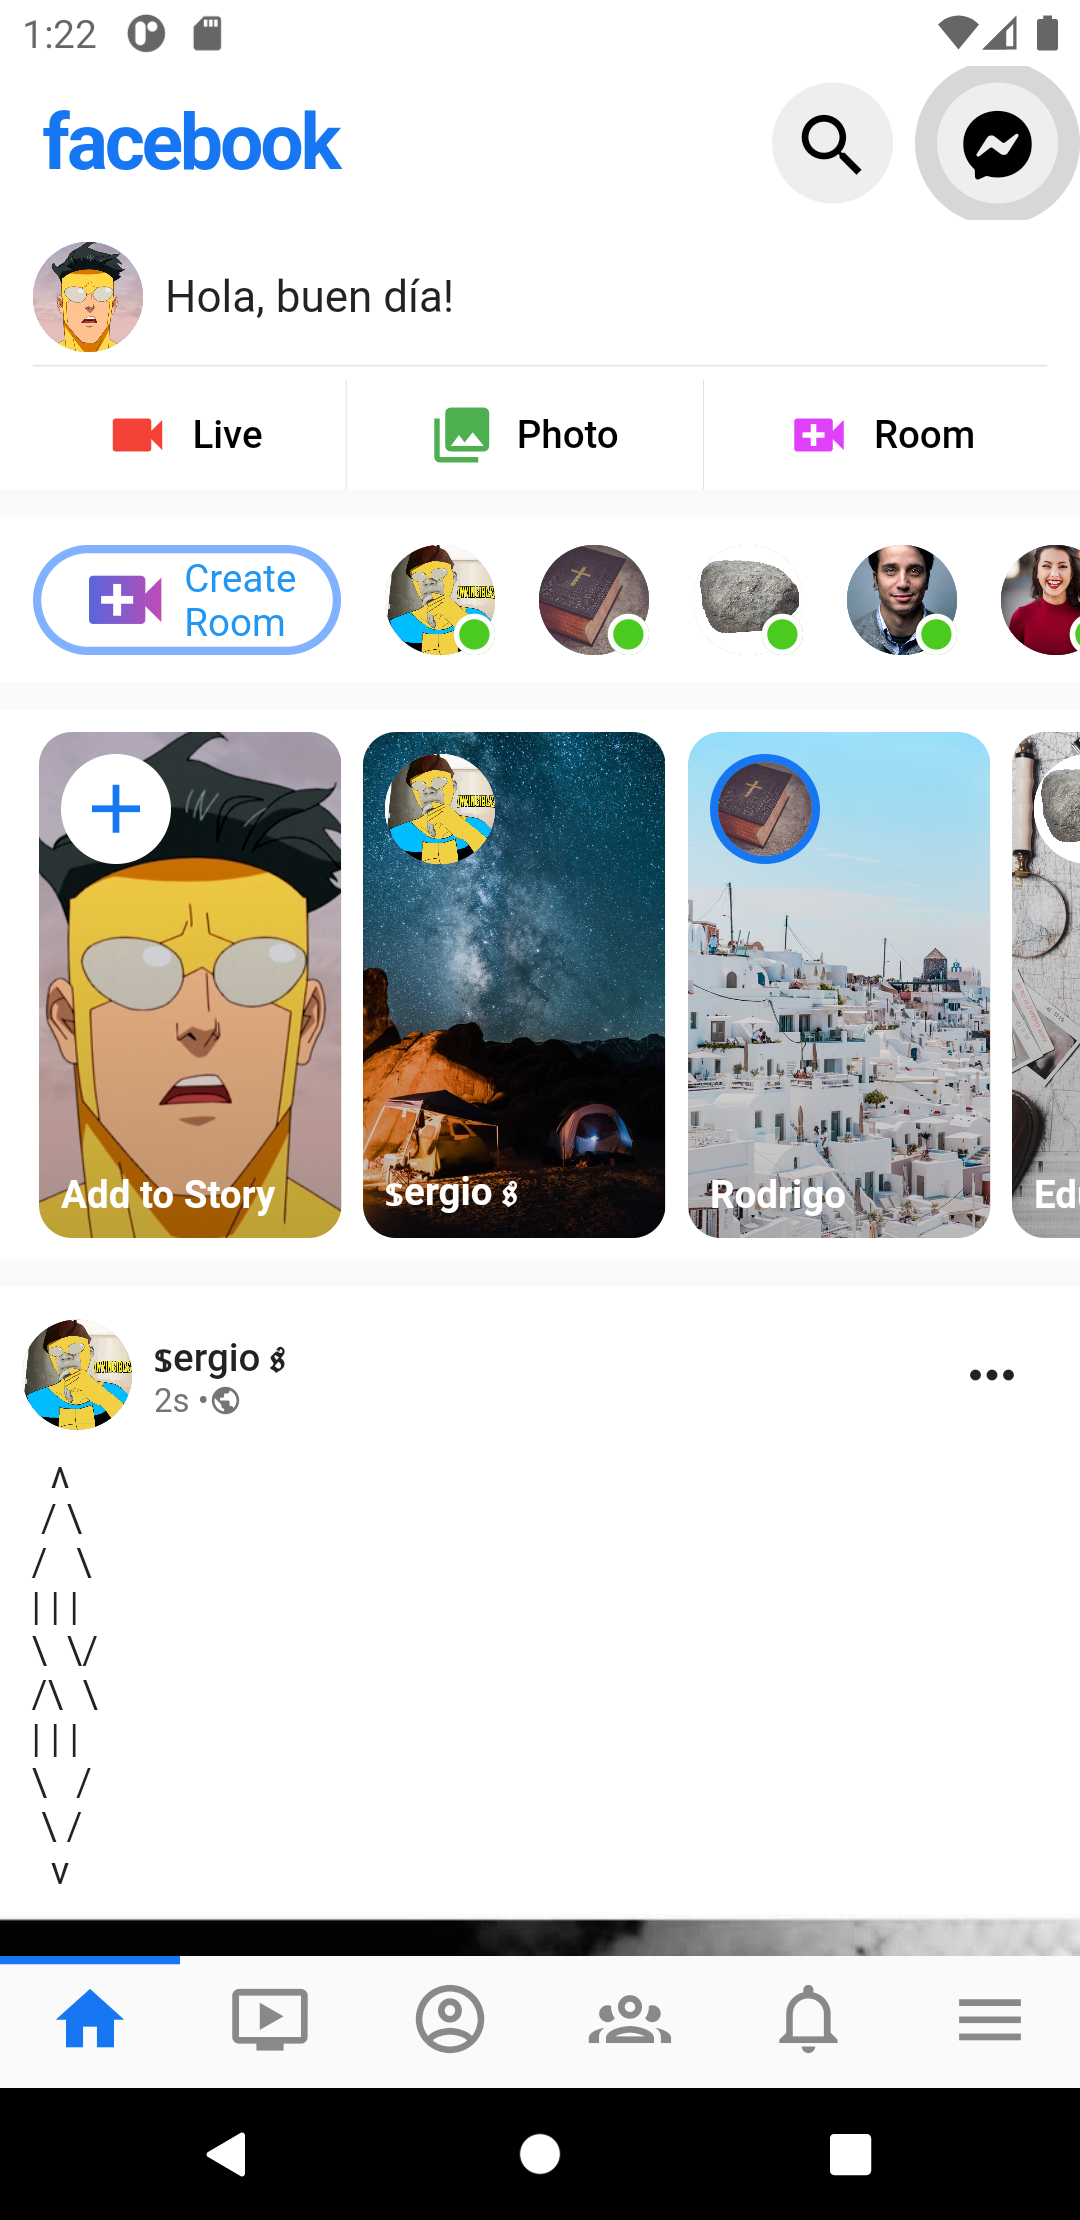 1:22
facebook
Hola, buen día!
Live
Photo
Room
Create
Room
Add to Story
sergio 𝕤
Rodrigo
Ed
sergio 𝕤
2s •
^
/ \
/   \
| | |
\  \/
/\  \
| | |
\   /
\ /
v